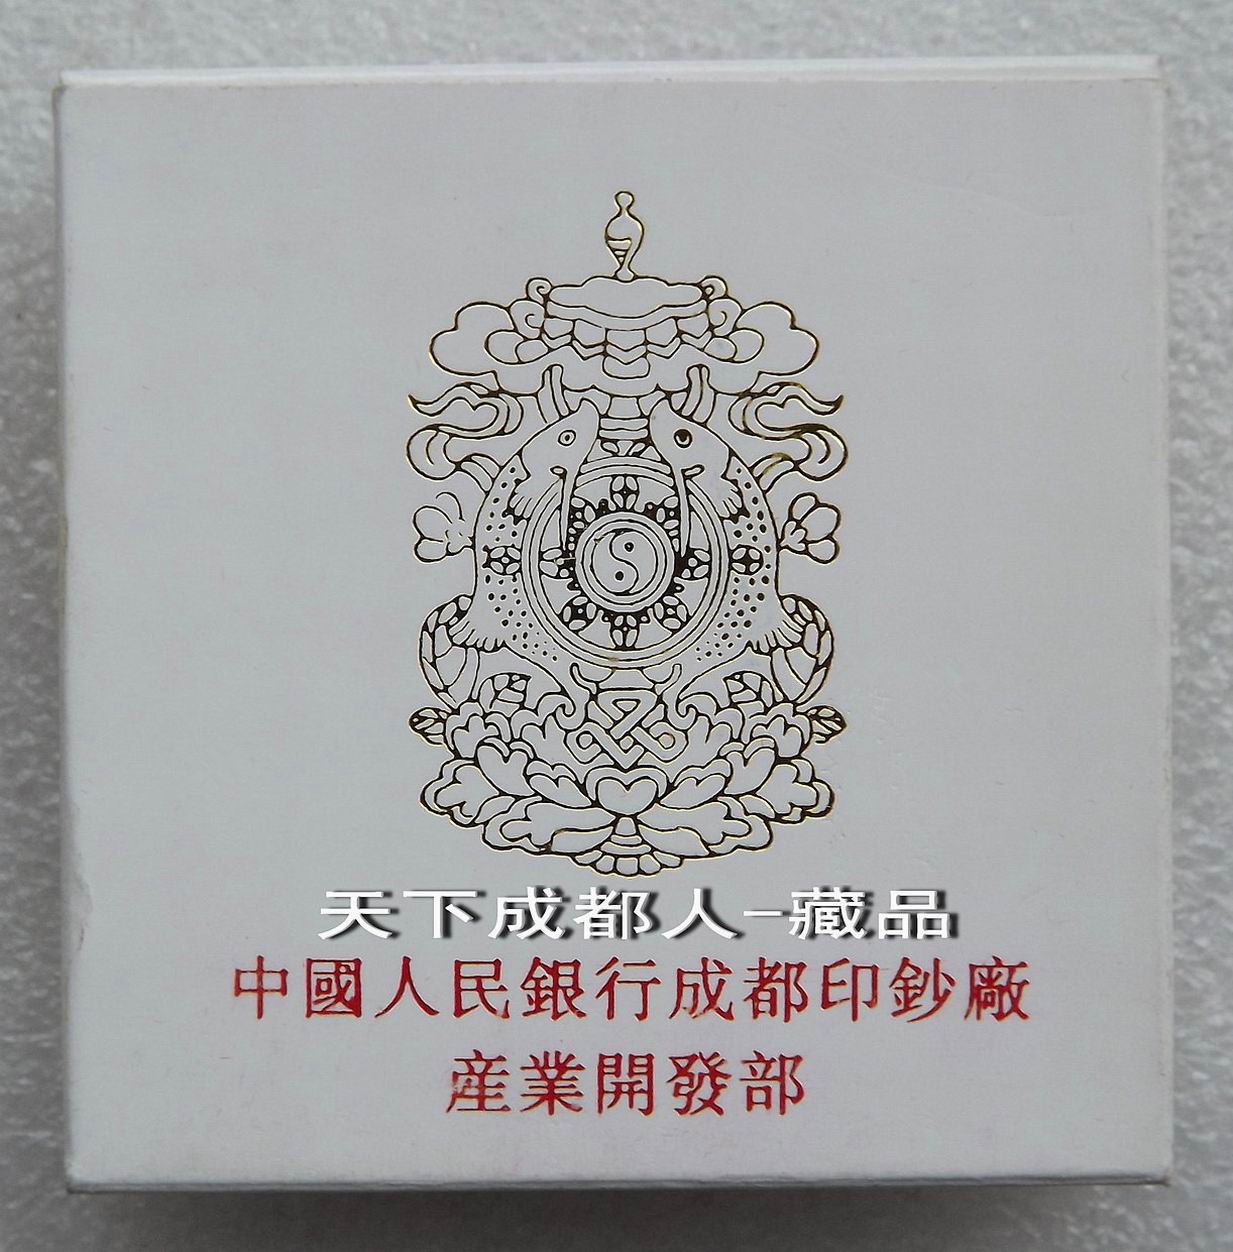 天下成都人-藏品
中國人民銀行成都印鈔廠
産業開發部